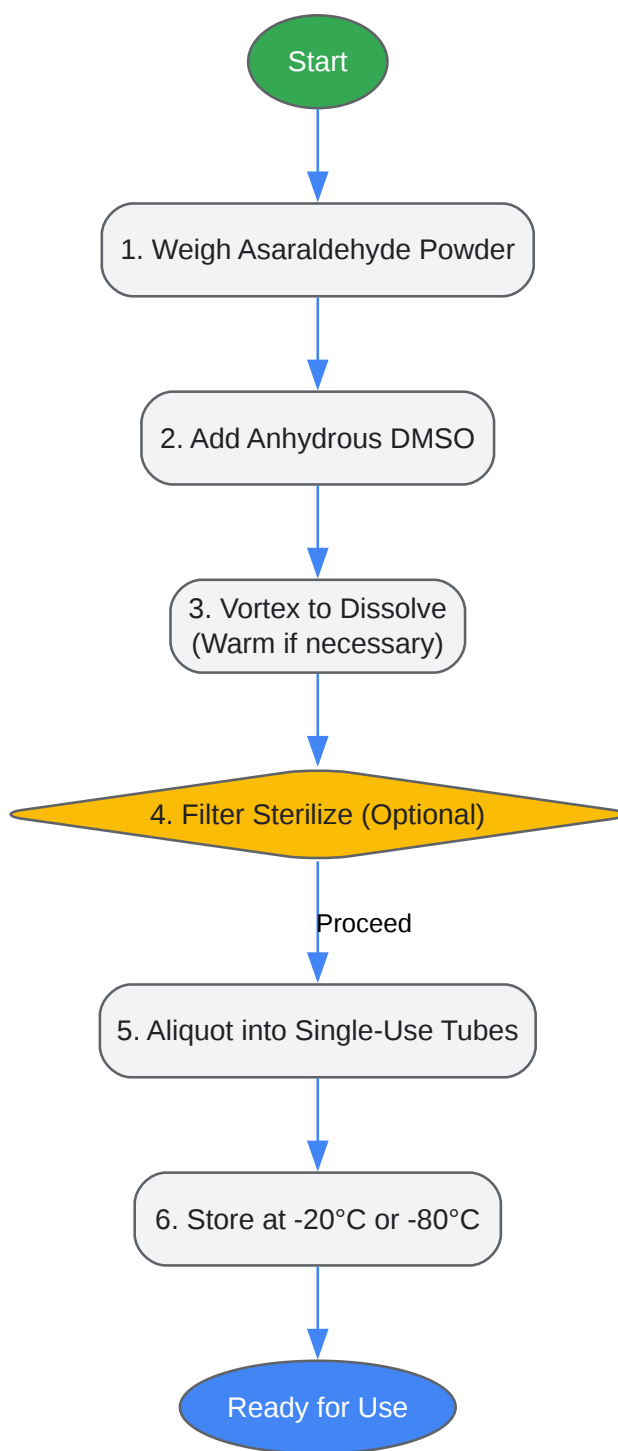 Start
1. Weigh Asaraldehyde Powder
2. Add Anhydrous DMSO
3. Vortex to Dissolve
(Warm if necessary)
4. Filter Sterilize (Optional)
Proceed
5. Aliquot into Single-Use Tubes
6. Store at -20°C or -80°C
Ready for Use